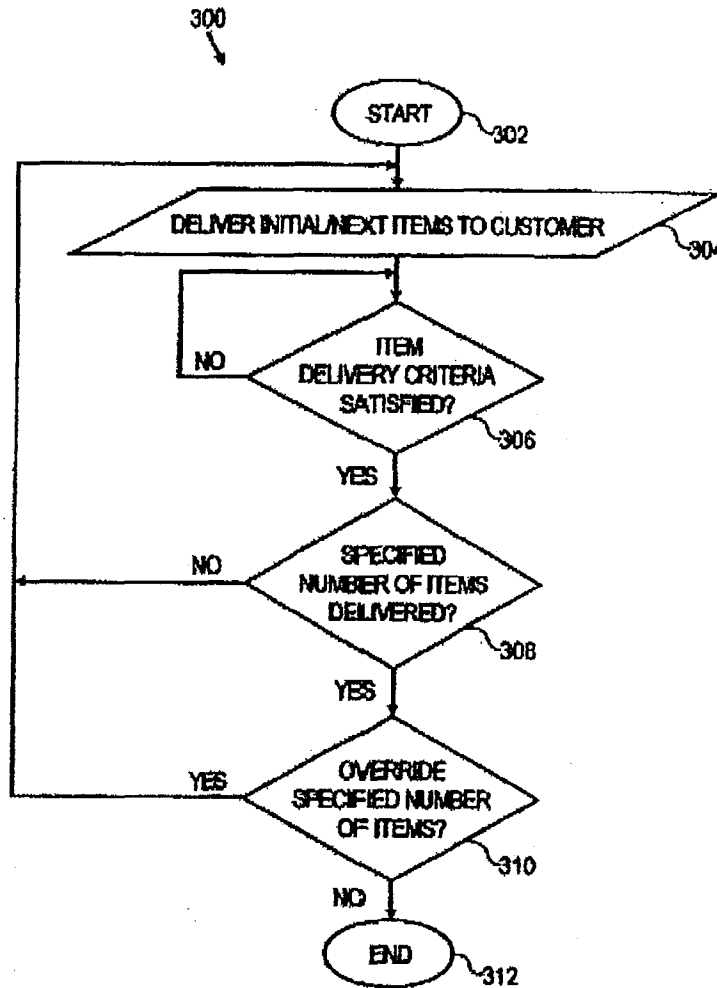 300
START
302
DELIVER INITIAL/NEXT ITEMS TO CUSTOMER
304
ITEM
DELIVERY CRITERIA
SATISFIED?
NO
306
YES
SPECIFIED
NUMBER OF ITEMS
DELIVERED?
NO
308
YES
OVERRIDE
SPECIFIED NUMBER
OF ITEMS?
YES
310
NO
END
312